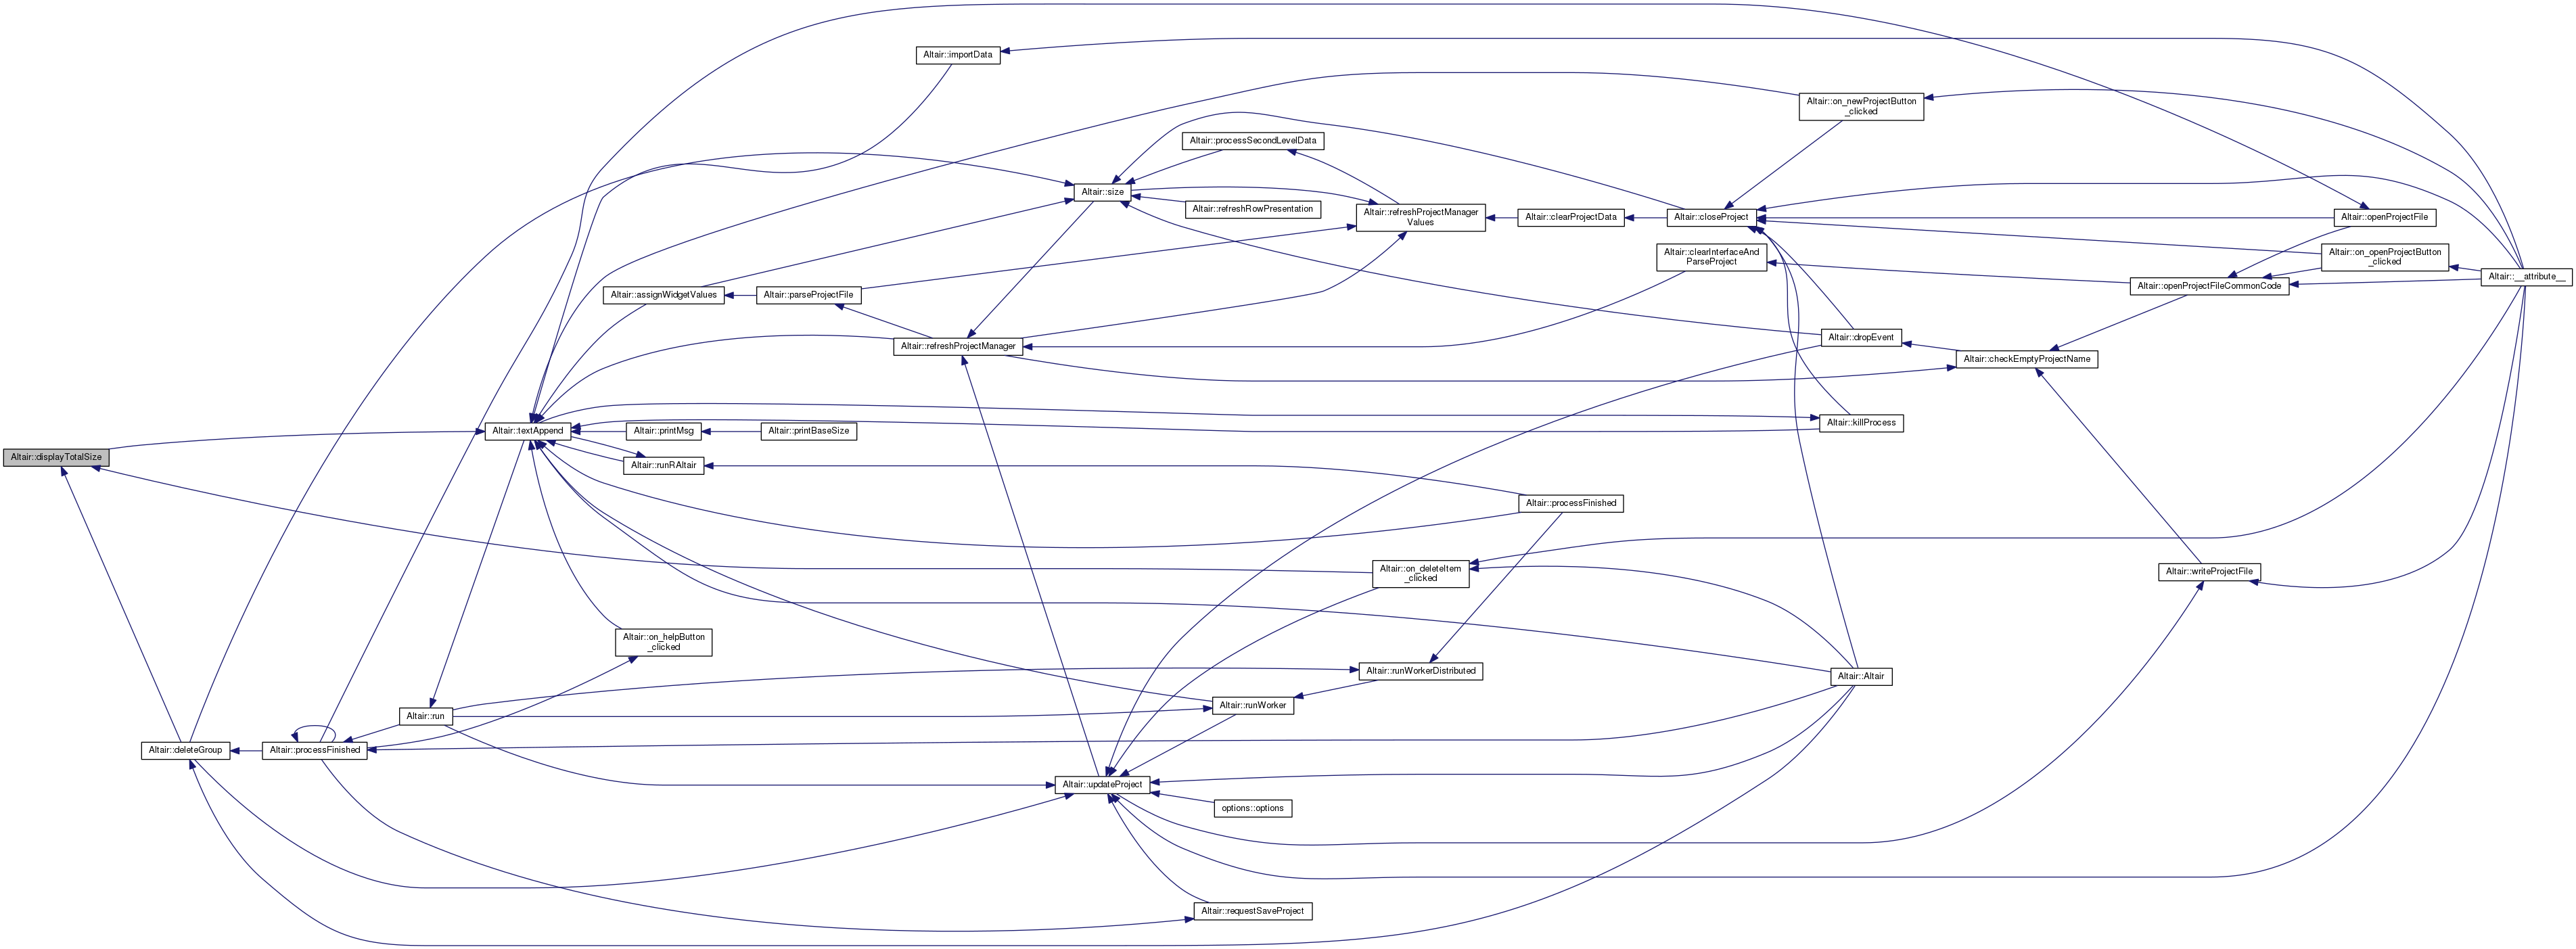 Altair::importData
Altair::on_newProjectButton
_clicked
Altair::processSecondLevelData
Altair::size
Altair::refreshRowPresentation
Altair::refreshProjectManager
Values
Altair::clearProjectData
Altair::closeProject
Altair::openProjectFile
Altair::clearInterfaceAnd
ParseProject
Altair::on_openProjectButton
_clicked
Altair::__attribute__
Altair::openProjectFileCommonCode
Altair::assignWidgetValues
Altair::parseProjectFile
Altair::dropEvent
Altair::refreshProjectManager
Altair::checkEmptyProjectName
Altair::killProcess
Altair::textAppend
Altair::printMsg
Altair::printBaseSize
Altair::displayTotalSize
Altair::runRAltair
Altair::processFinished
Altair::on_deleteItem
_clicked
Altair::writeProjectFile
Altair::on_helpButton
_clicked
Altair::runWorkerDistributed
Altair::Altair
Altair::runWorker
Altair::run
Altair::deleteGroup
Altair::processFinished
Altair::updateProject
options::options
Altair::requestSaveProject